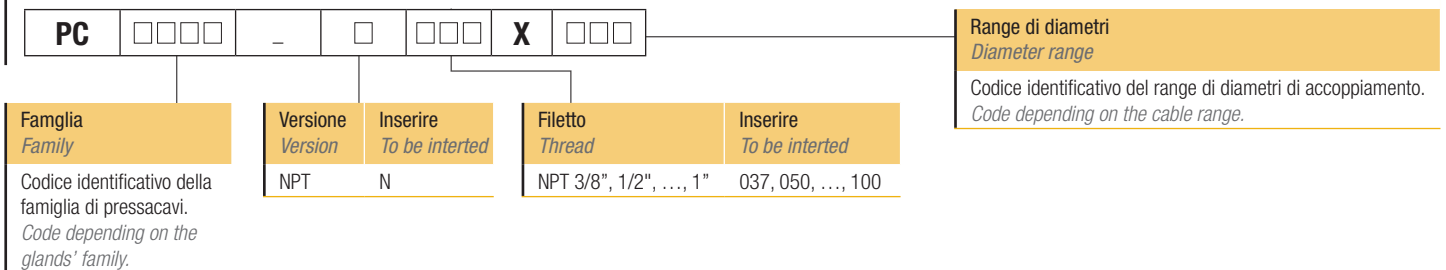 PC □□□□ _ □ □□□ X □□□
Range di diametri
Diameter range
Codice identificativo del range di diametri di accoppiamento.
Code depending on the cable range.
Famglia
Family
Codice identificativo della
famiglia di pressacavi.
Code depending on the
glands’ family.
Versione Inserire
Version To be interted
NPT N
Filetto Inserire
Thread To be interted
NPT 3/8”, 1/2", …, 1” 037, 050, …, 100